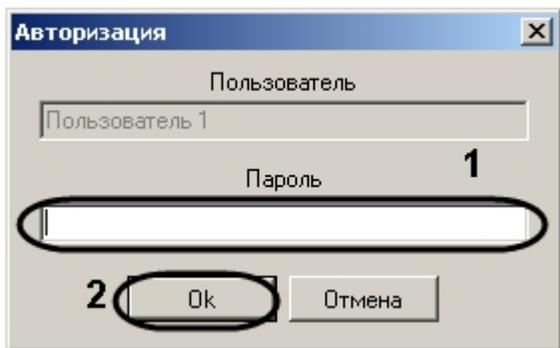 Авторизация
Пользователь
Пользователь 1
1
Пароль
2
Ok Отмена